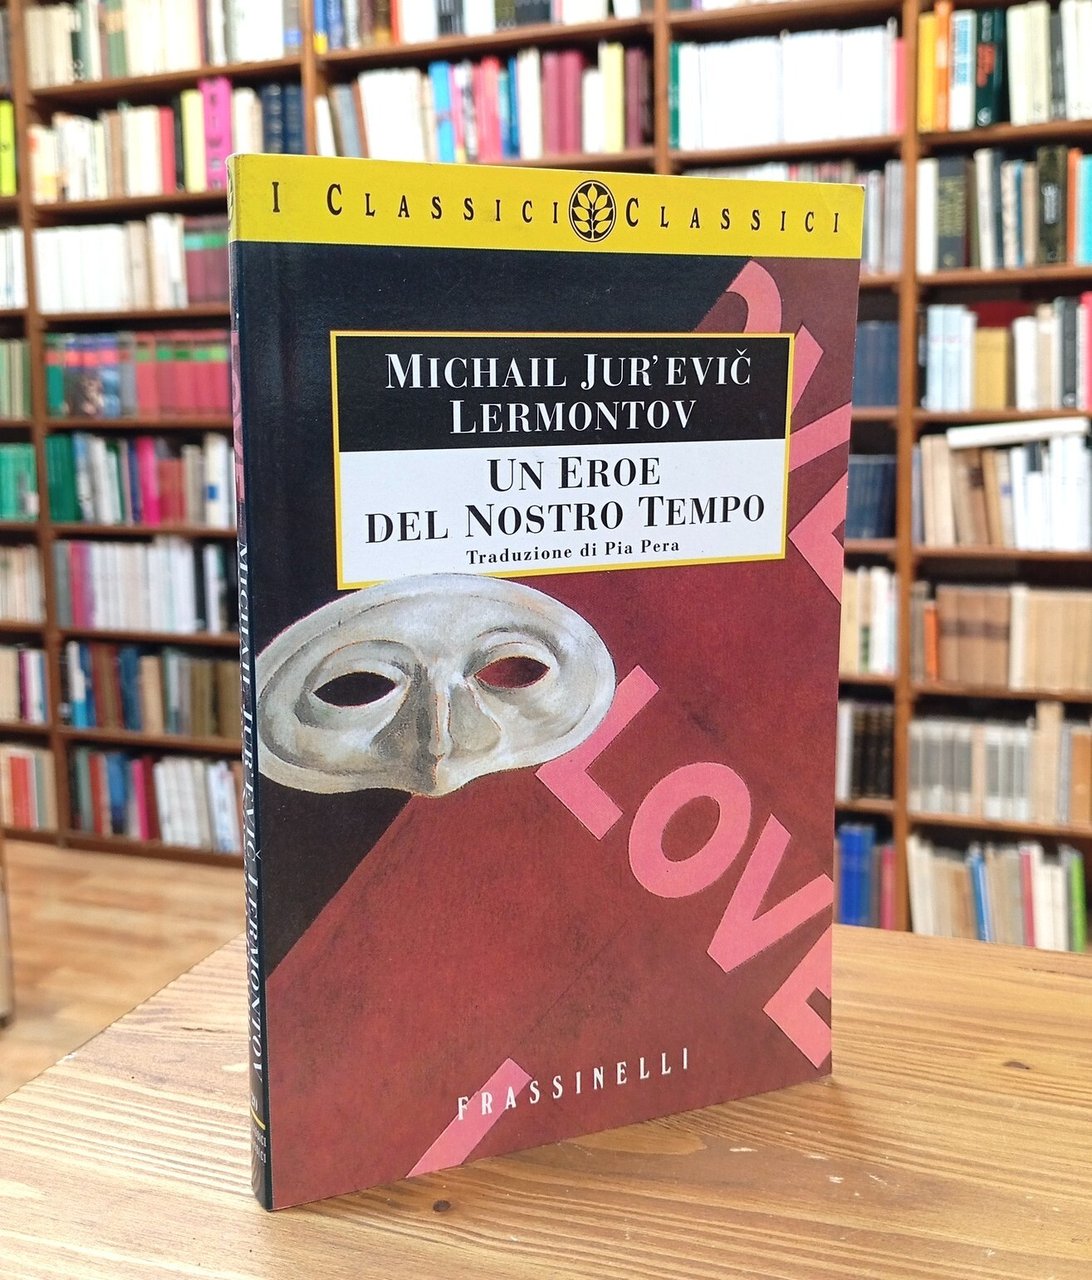 I CLASSICI CLASSICI
MICHAIL JUR'EVIČ
LERMONTOV
UN EROE
DEL NOSTRO TEMPO
Traduzione di Pia Pera
LOVE
FRASSINELLI
MICHAIL JUR'EVIČ LERMONTOV